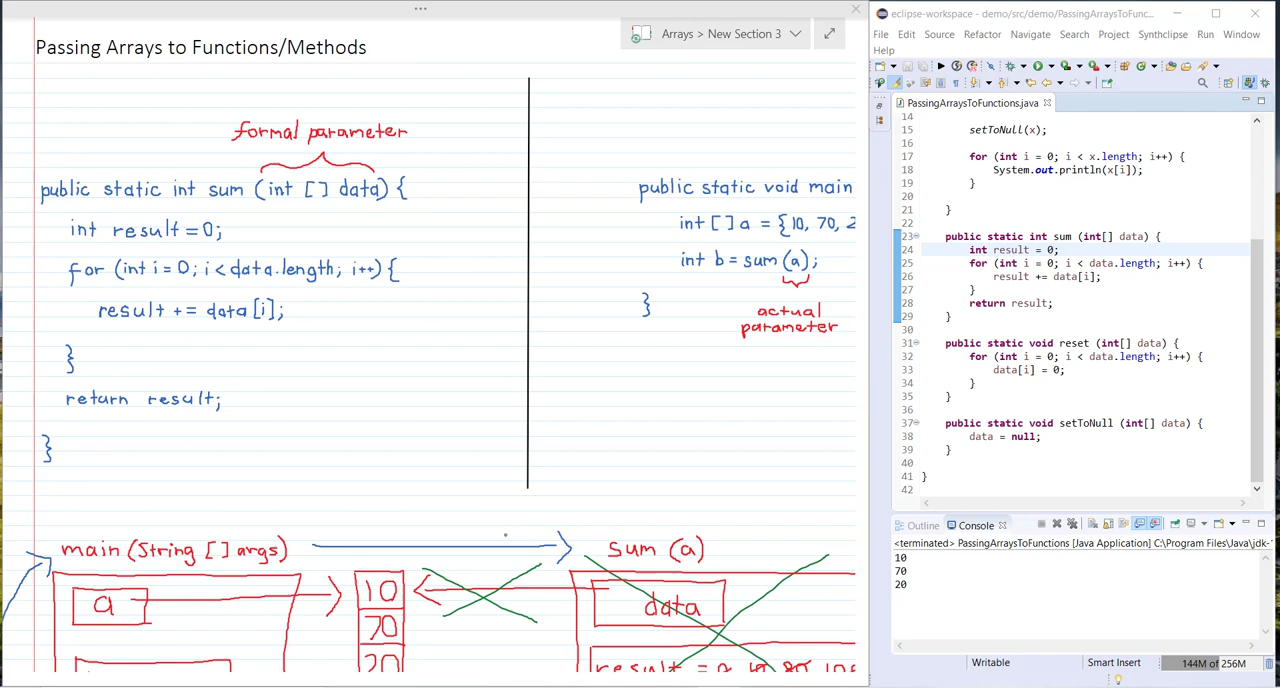 Passing Arrays to Functions/Methods
Arrays > New Section 3
formal parameter
public static int sum (int [] data) {
int result = 0;
for (int i = 0; i < data.length; i++) {
result += data[i];
}
return result;
}
public static void main
int [] a = {10, 70, 2
int b = sum (a);
actual
parameter
}
main (String [] args)
sum (a)
a
10
70
20
data
eclipse-workspace - demo/src/demo/PassingArraysToFunc...
File Edit Source Refactor Navigate Search Project Synthclipse Run Window
Help
PassingArraysToFunctions.java
14
15 setToNull(x);
16
17 for (int i = 0; i < x.length; i++) {
18 System.out.println(x[i]);
19 }
20
21 }
22
23 public static int sum (int[] data) {
24 int result = 0;
25 for (int i = 0; i < data.length; i++) {
26 result += data[i];
27 }
28 return result;
29 }
30
31 public static void reset (int[] data) {
32 for (int i = 0; i < data.length; i++) {
33 data[i] = 0;
34 }
35 }
36
37 public static void setToNull (int[] data) {
38 data = null;
39 }
40
41 }
42
Outline Console
<terminated> PassingArraysToFunctions [Java Application] C:\Program Files\Java\jdk-
10
70
20
Writable Smart Insert 144M of 256M